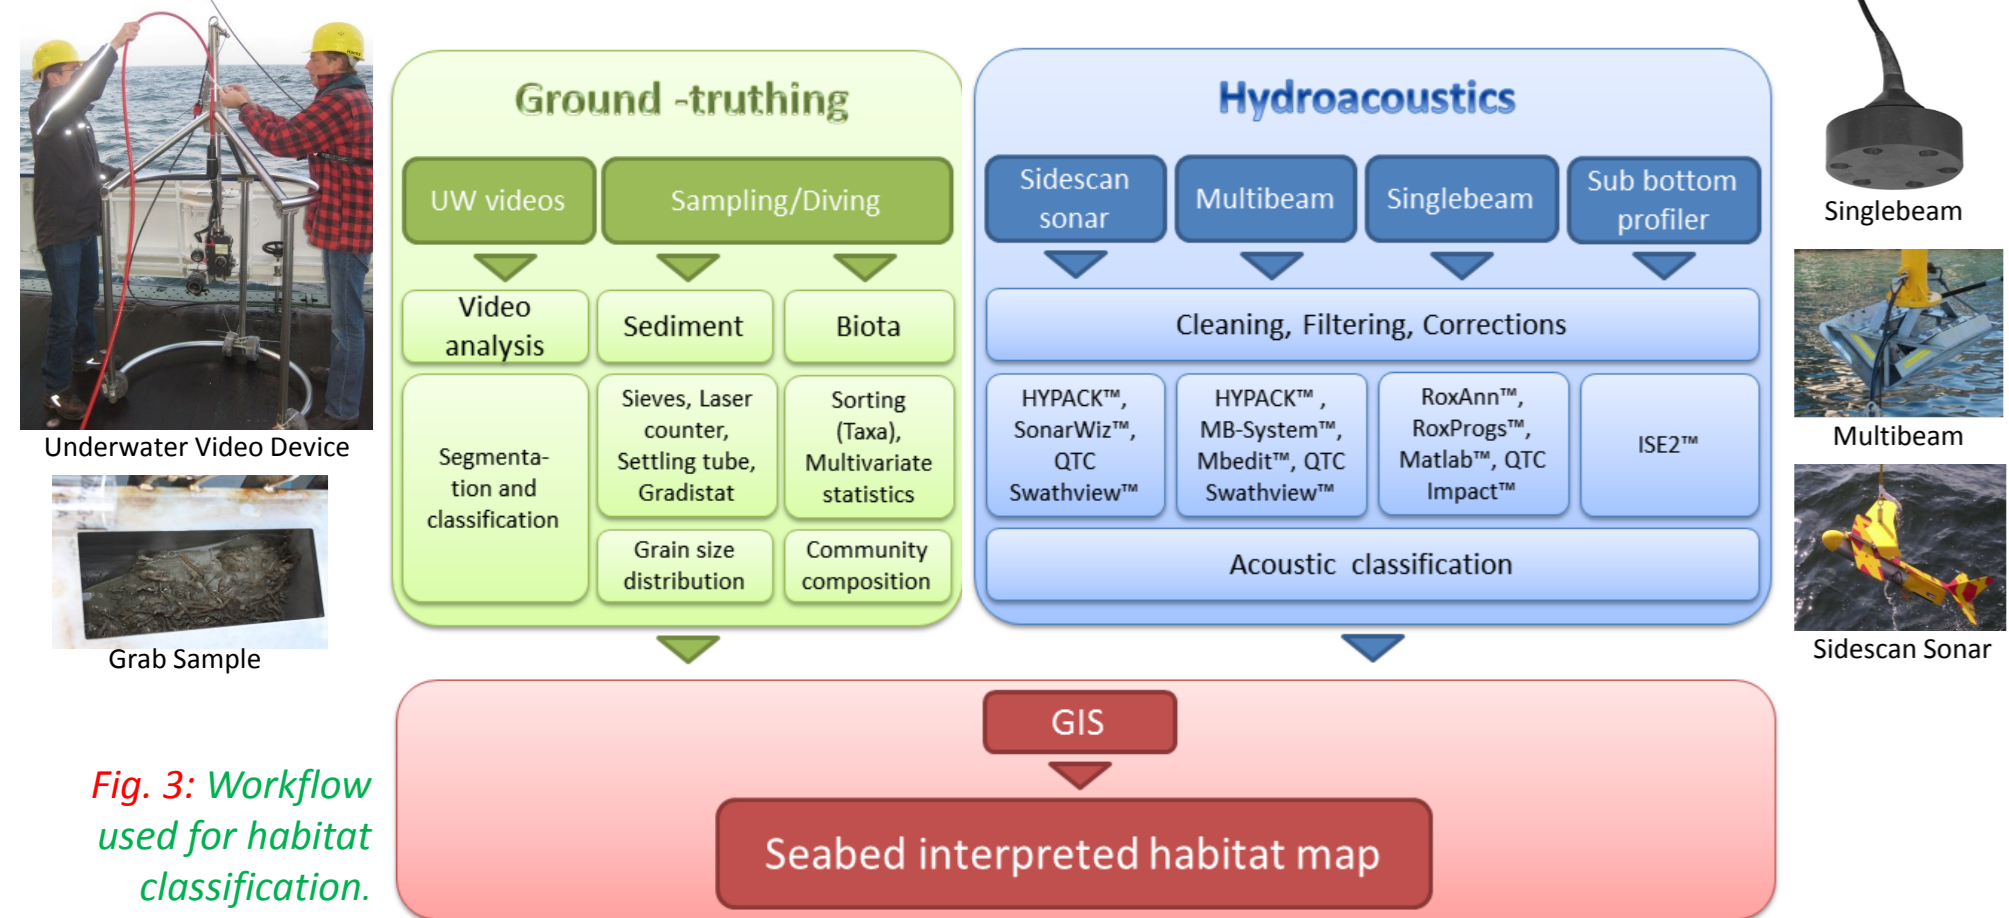 Underwater Video Device
Grab Sample
Fig. 3: Workflow
used for habitat
classification.
Ground -truthing
UW videos
Sampling/Diving
Video
analysis
Sediment
Biota
Segmenta-
tion and
classification
Sieves, Laser
counter,
Settling tube,
Gradistat
Sorting
(Taxa),
Multivariate
statistics
Grain size
distribution
Community
composition
Hydroacoustics
Sidescan
sonar
Multibeam
Singlebeam
Sub bottom
profiler
Cleaning, Filtering, Corrections
HYPACK™,
SonarWiz™,
QTC
Swathview™
HYPACK™ ,
MB-System™,
Mbedit™, QTC
Swathview™
RoxAnn™,
RoxProgs™,
Matlab™, QTC
Impact™
ISE2™
Acoustic classification
GIS
Seabed interpreted habitat map
Singlebeam
Multibeam
Sidescan Sonar